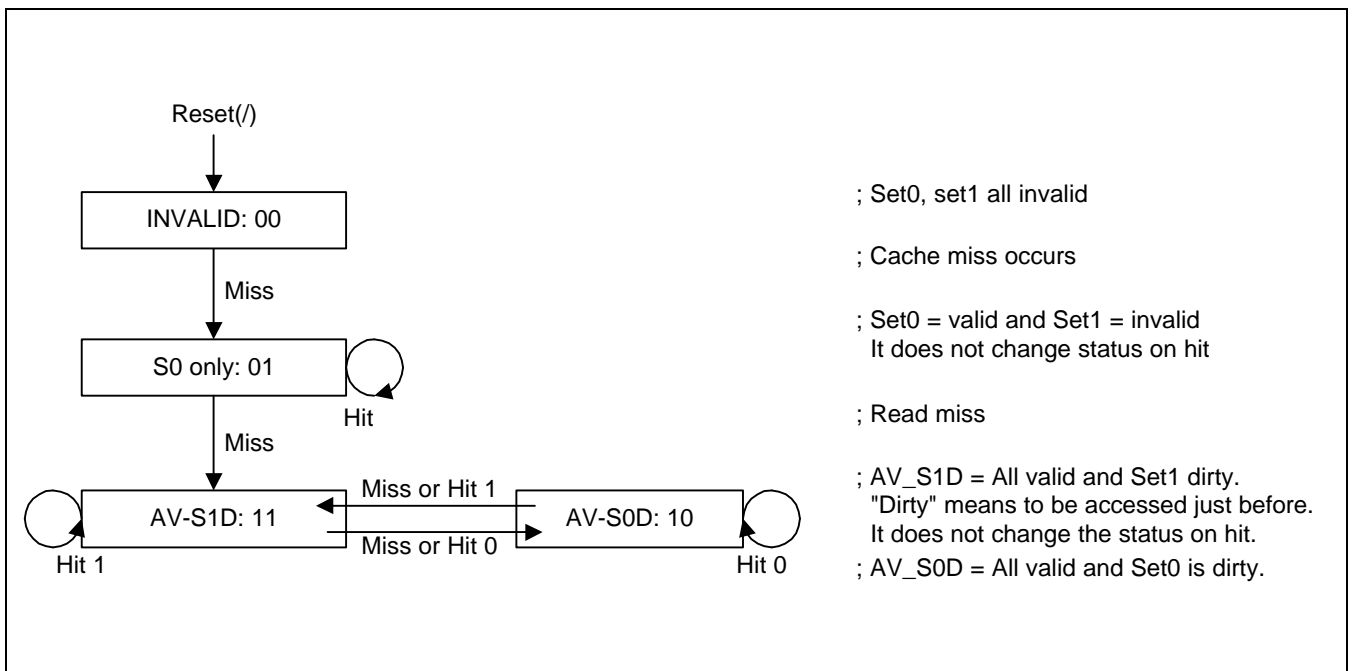 Reset(/)
INVALID: 00
Miss
S0 only: 01
Hit
Miss
AV-S1D: 11
Miss or Hit 1
Miss or Hit 0
AV-S0D: 10
Hit 1
Hit 0
; Set0, set1 all invalid
; Cache miss occurs
; Set0 = valid and Set1 = invalid
It does not change status on hit
; Read miss
; AV_S1D = All valid and Set1 dirty.
"Dirty" means to be accessed just before.
It does not change the status on hit.
; AV_S0D = All valid and Set0 is dirty.